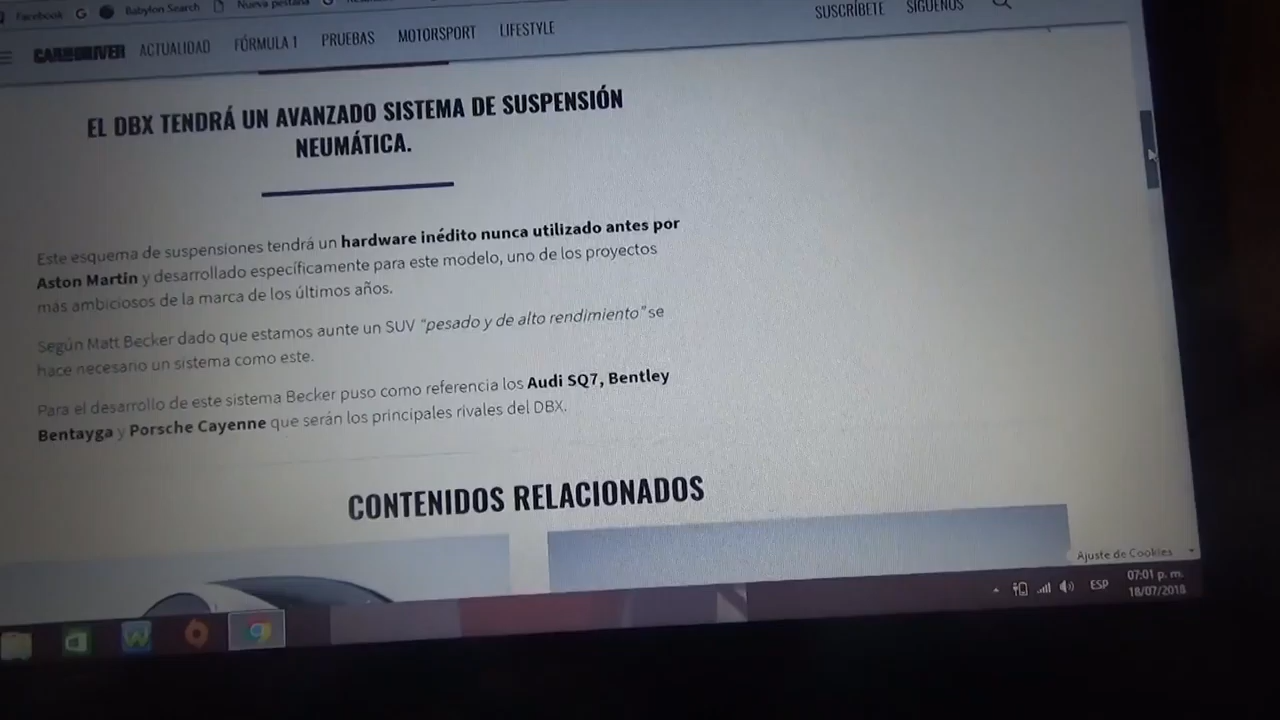 Facebook
Babylon Search
Nueva pestaña
CAR AND DRIVER
ACTUALIDAD
FÓRMULA 1
PRUEBAS
MOTORSPORT
LIFESTYLE
SUSCRÍBETE
SÍGUENOS
EL DBX TENDRÁ UN AVANZADO SISTEMA DE SUSPENSIÓN
NEUMÁTICA.
Este esquema de suspensiones tendrá un hardware inédito nunca utilizado antes por
Aston Martin y desarrollado específicamente para este modelo, uno de los proyectos
más ambiciosos de la marca de los últimos años.
Según Matt Becker dado que estamos aunte un SUV “pesado y de alto rendimiento” se
hace necesario un sistema como este.
Para el desarrollo de este sistema Becker puso como referencia los Audi SQ7, Bentley
Bentayga y Porsche Cayenne que serán los principales rivales del DBX.
CONTENIDOS RELACIONADOS
Ajuste de Cookies
ESP
07:01 p. m.
18/07/2018